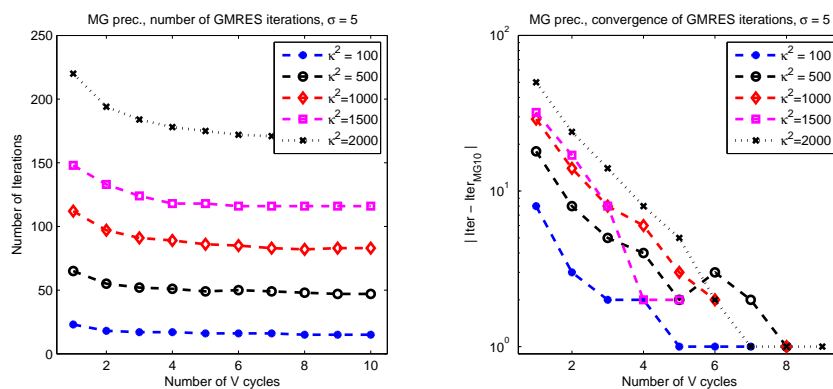 MG prec., number of GMRES iterations, σ = 5
250
200
150
100
50
0
Number of Iterations
2
4
6
8
10
Number of V cycles
κ² = 100
κ² = 500
κ²=1000
κ²=1500
κ²=2000
MG prec., convergence of GMRES iterations, σ = 5
10²
10¹
10⁰
| Iter − Iter_MG10 |
2
4
6
8
Number of V cycles
κ² = 100
κ² = 500
κ²=1000
κ²=1500
κ²=2000